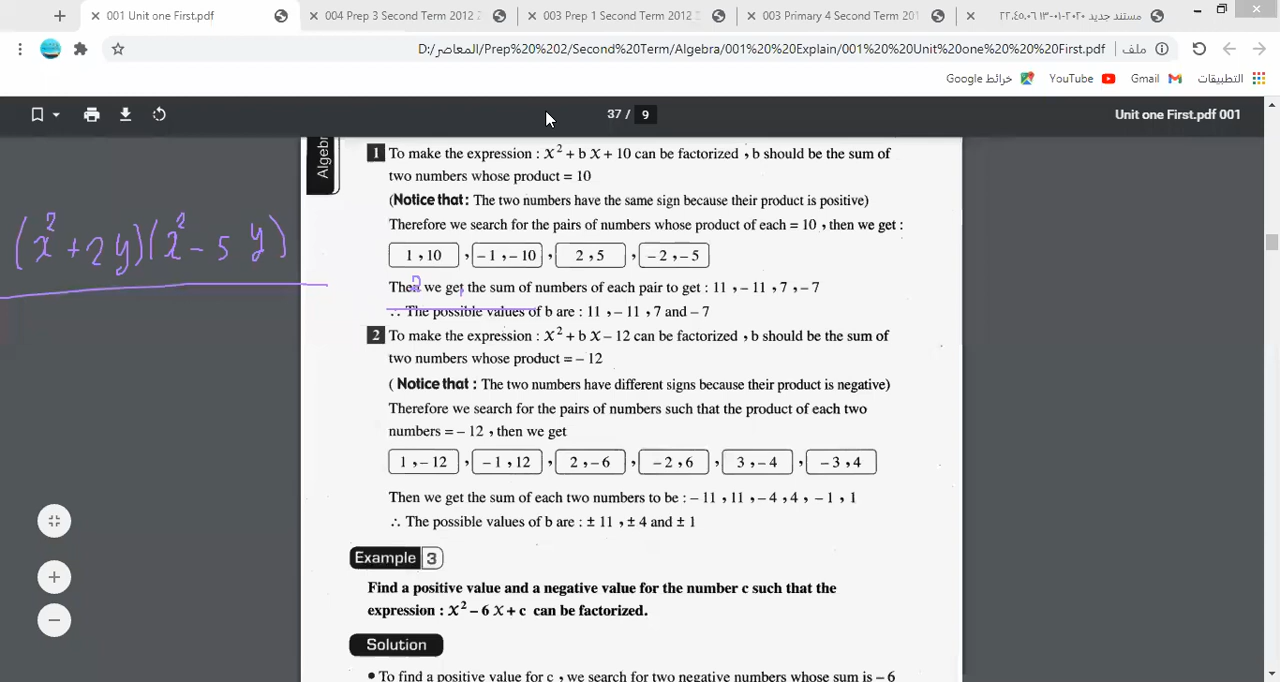 001 Unit one First.pdf
004 Prep 3 Second Term 2012 2
003 Prep 1 Second Term 2012 2
003 Primary 4 Second Term 201
مستند جديد ٢٠٢٠-٠١-١٣ ٢٢.٤٥.٠٦
D:/المعاصر/Prep%20%202/Second%20Term/Algebra/001%20%20Explain/001%20%20Unit%20one%20%20%20First.pdf
ملف
خرائط Google
YouTube
Gmail
التطبيقات
37 / 9
Unit one First.pdf 001
Algebra
(x² + 2y)(x² - 5 y)
1 To make the expression : X² + b X + 10 can be factorized , b should be the sum of
two numbers whose product = 10
(Notice that: The two numbers have the same sign because their product is positive)
Therefore we search for the pairs of numbers whose product of each = 10 , then we get :
1 , 10 , – 1 , – 10 , 2 , 5 , – 2 , – 5
Then we get the sum of numbers of each pair to get : 11 , – 11 , 7 , – 7
2
∴ The possible values of b are : 11 , – 11 , 7 and – 7
2 To make the expression : X² + b X – 12 can be factorized , b should be the sum of
two numbers whose product = – 12
( Notice that : The two numbers have different signs because their product is negative)
Therefore we search for the pairs of numbers such that the product of each two
numbers = – 12 , then we get
1 , – 12 , – 1 , 12 , 2 , – 6 , – 2 , 6 , 3 , – 4 , – 3 , 4
Then we get the sum of each two numbers to be : – 11 , 11 , – 4 , 4 , – 1 , 1
∴ The possible values of b are : ± 11 , ± 4 and ± 1
Example 3
Find a positive value and a negative value for the number c such that the
expression : X² – 6 X + c can be factorized.
Solution
• To find a positive value for c , we search for two negative numbers whose sum is – 6